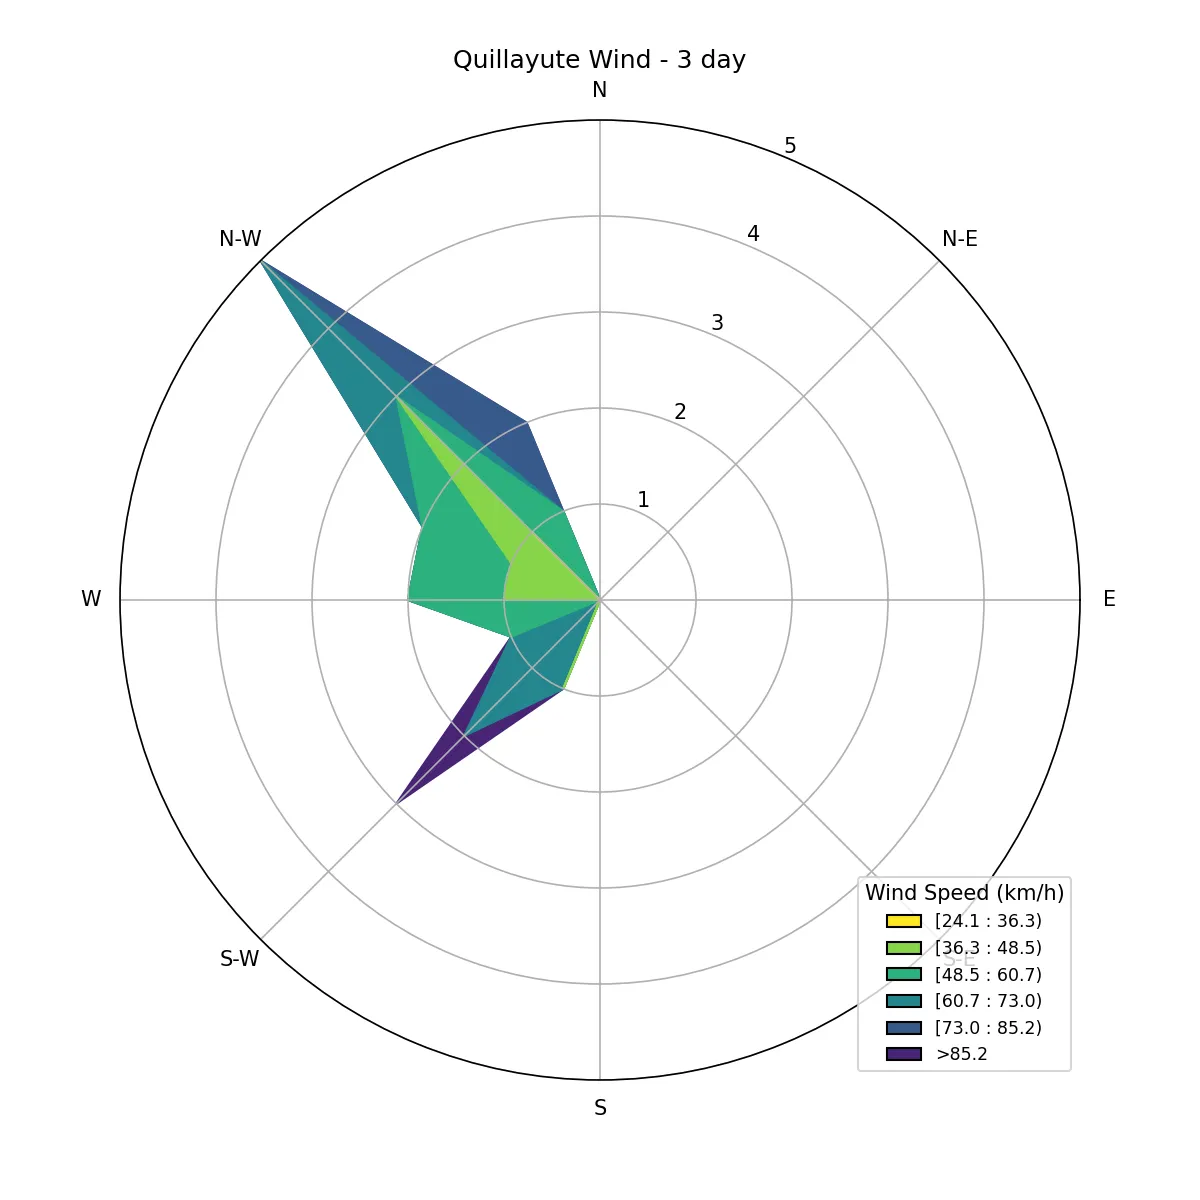 Quillayute Wind - 3 day
N
5
N-W
N-E
4
3
2
1
W
E
S-W
S-E
S
Wind Speed (km/h)
[24.1 : 36.3)
[36.3 : 48.5)
[48.5 : 60.7)
[60.7 : 73.0)
[73.0 : 85.2)
>85.2